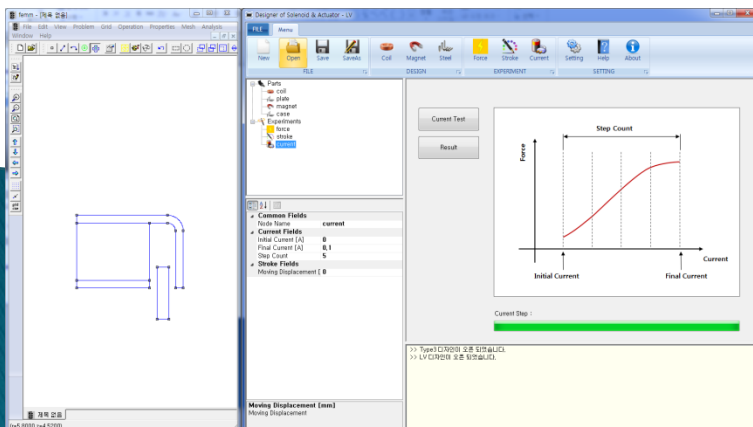 femm - [제목 없음]
File Edit View Problem Grid Operation Properties Mesh Analysis
Window Help
제목 없음
(r=5.8000,z=4.5200)
Designer of Solenoid & Actuator - LV
FILE Menu
New Open Save SaveAs Coil Magnet Steel Force Stroke Current Setting Help About
FILE DESIGN EXPERIMENT SETTING
Parts
coil
plate
magnet
case
Experiments
force
stroke
current
Common Fields
Node Name current
Current Fields
Initial Current [A] 0
Final Current [A] 0,1
Step Count 5
Stroke Fields
Moving Displacement [ 0
Moving Displacement [mm]
Moving Displacement
Current Test
Result
Step Count
Force
Current
Initial Current Final Current
Current Step :
>> Type3 디자인이 오픈 되었습니다.
>> LV 디자인이 오픈 되었습니다.